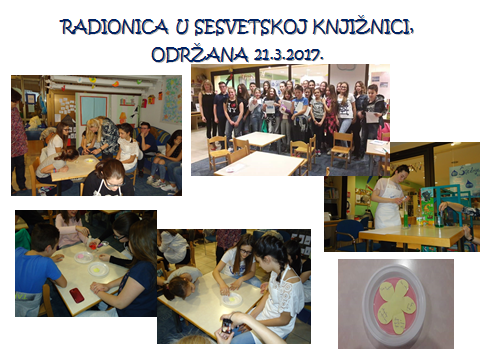 RADIONICA U SESVETSKOJ KNJIŽNICI,
ODRŽANA 21.3.2017.